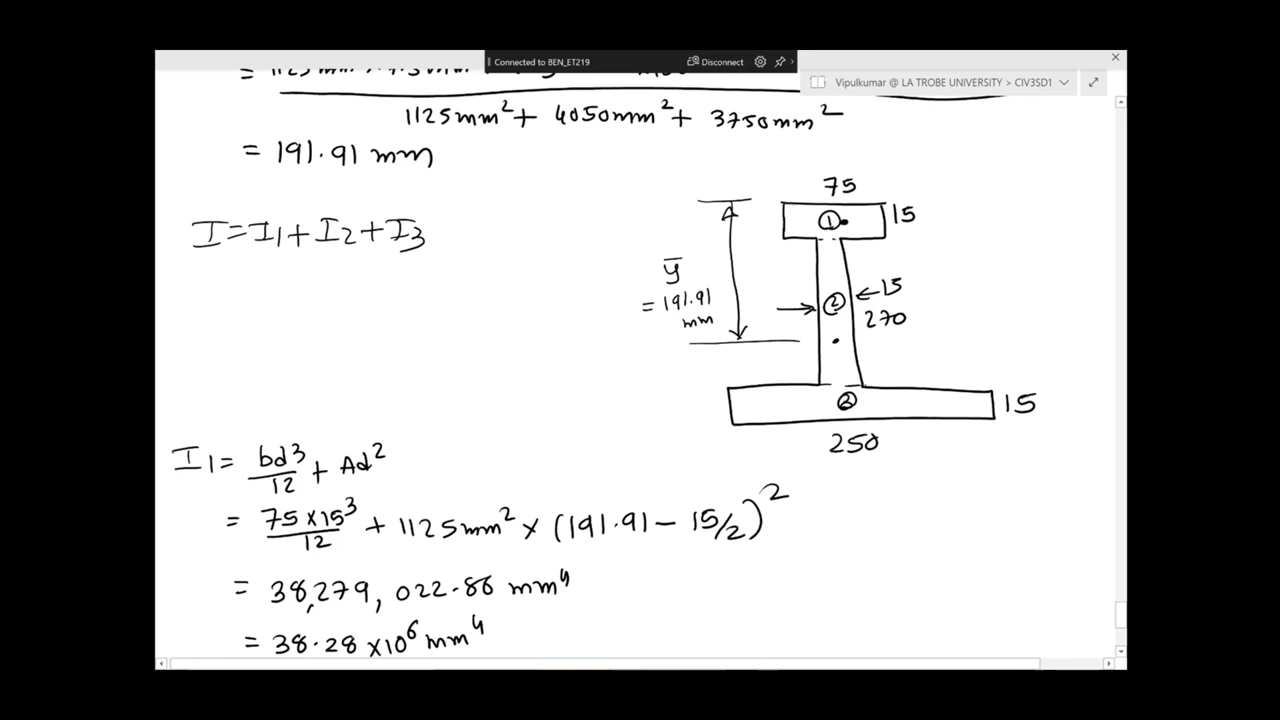 Connected to BEN_ET219 Disconnect
Vipulkumar @ LA TROBE UNIVERSITY > CIV3SD1
1125mm² + 4050mm² + 3750mm²
= 191.91 mm
I = I1 + I2 + I3
75
① 15
ȳ
= 191.91
mm
② 15
270
③ 15
250
I1 = bd³/12 + Ad²
= 75×15³/12 + 1125mm² × (191.91 - 15/2)²
= 38,279,022.86 mm⁴
= 38.28 ×10⁶ mm⁴